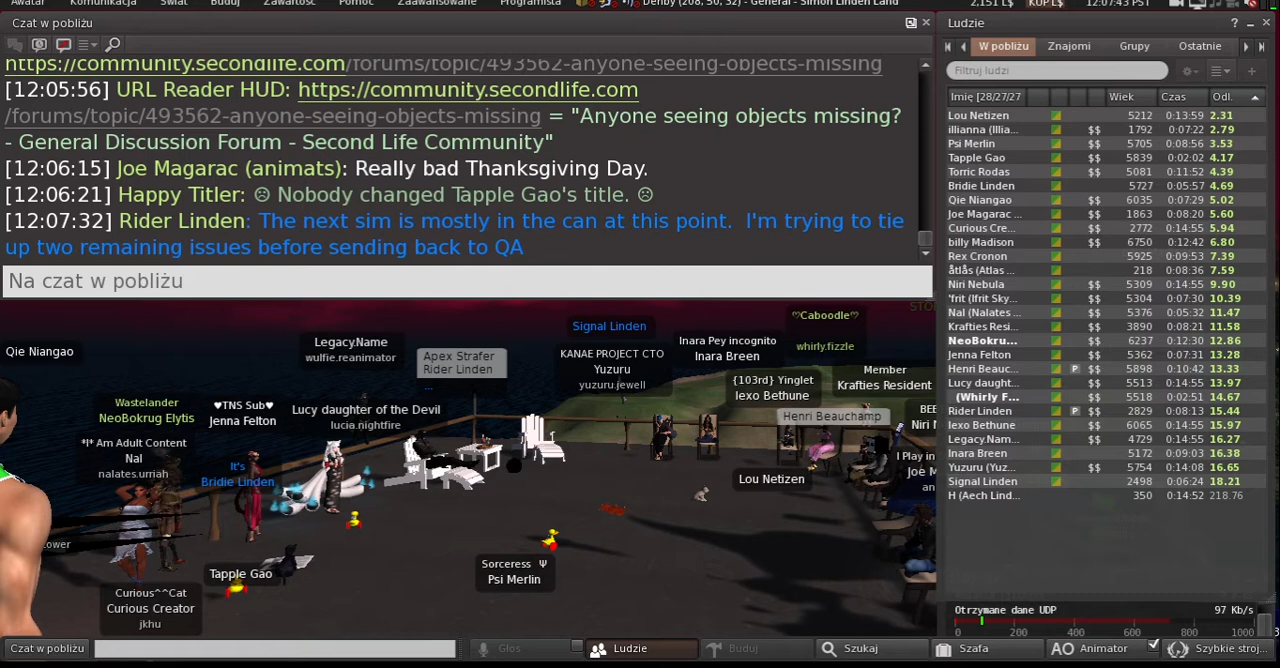 Awatar Komunikacja Świat Buduj Zawartość Pomoc Zaawansowane Programista Denby (208, 50, 32) - General - Simon Linden Land 2,151 L$ KUP L$ 12:07:43 PST
Czat w pobliżu
https://community.secondlife.com/forums/topic/493562-anyone-seeing-objects-missing
[12:05:56] URL Reader HUD: https://community.secondlife.com
/forums/topic/493562-anyone-seeing-objects-missing = "Anyone seeing objects missing?
- General Discussion Forum - Second Life Community"
[12:06:15] Joe Magarac (animats): Really bad Thanksgiving Day.
[12:06:21] Happy Titler: ☹ Nobody changed Tapple Gao's title. ☹
[12:07:32] Rider Linden: The next sim is mostly in the can at this point. I'm trying to tie
up two remaining issues before sending back to QA
Na czat w pobliżu
Qie Niangao
Legacy.Name
wulfie.reanimator
Apex Strafer
Rider Linden
...
Signal Linden
KANAE PROJECT CTO
Yuzuru
yuzuru.jewell
Inara Pey incognito
Inara Breen
♡Caboodle♡
whirly.fizzle
{103rd} Yinglet
Iexo Bethune
Member
Krafties Resident
Henri Beauchamp
Wastelander
NeoBokrug Elytis
♥TNS Sub♥
Jenna Felton
Lucy daughter of the Devil
lucia.nightfire
*I* Am Adult Content
Nal
nalates.urriah
It's
Bridie Linden
BEE
Niri N
I Play in
Joe M
an
Lou Netizen
ower
Tapple Gao
Sorceress Ψ
Psi Merlin
Curious^^Cat
Curious Creator
jkhu
Ludzie
W pobliżu Znajomi Grupy Ostatnie
Filtruj ludzi
Imię [28/27/27 Wiek Czas Odl.
Lou Netizen 5212 0:13:59 2.31
illianna (Illia... $$ 1792 0:07:22 2.79
Psi Merlin $$ 5705 0:08:56 3.53
Tapple Gao $$ 5839 0:02:02 4.17
Torric Rodas $$ 5081 0:11:52 4.39
Bridie Linden 5727 0:05:57 4.69
Qie Niangao $$ 6035 0:07:29 5.02
Joe Magarac ... $$ 1863 0:08:20 5.60
Curious Cre... $$ 2772 0:14:55 5.94
billy Madison $$ 6750 0:12:42 6.80
Rex Cronon 5925 0:09:53 7.39
åtlås (Atlas ... 218 0:08:36 7.59
Niri Nebula $$ 5309 0:14:55 9.90
'frit (Ifrit Sky... $$ 5304 0:07:30 10.39
Nal (Nalates ... $$ 5376 0:05:32 11.47
Krafties Resi... $$ 3890 0:08:21 11.58
NeoBokru... $$ 6237 0:12:30 12.86
Jenna Felton $$ 5362 0:07:31 13.28
Henri Beauc... P $$ 5898 0:10:42 13.33
Lucy daught... $$ 5513 0:14:55 13.97
(Whirly F... $$ 5518 0:02:51 14.67
Rider Linden P $$ 2829 0:08:13 15.44
Iexo Bethune $$ 6065 0:14:55 15.97
Legacy.Nam... $$ 4729 0:14:55 16.27
Inara Breen 5172 0:09:03 16.38
Yuzuru (Yuz... $$ 5754 0:14:08 16.65
Signal Linden 2498 0:06:24 18.21
H (Aech Lind... 350 0:14:52 218.76
Otrzymane dane UDP 97 Kb/s
0 200 400 600 800 1000
Czat w pobliżu Głos Ludzie Buduj Szukaj Szafa AO Animator Szybkie stroj...